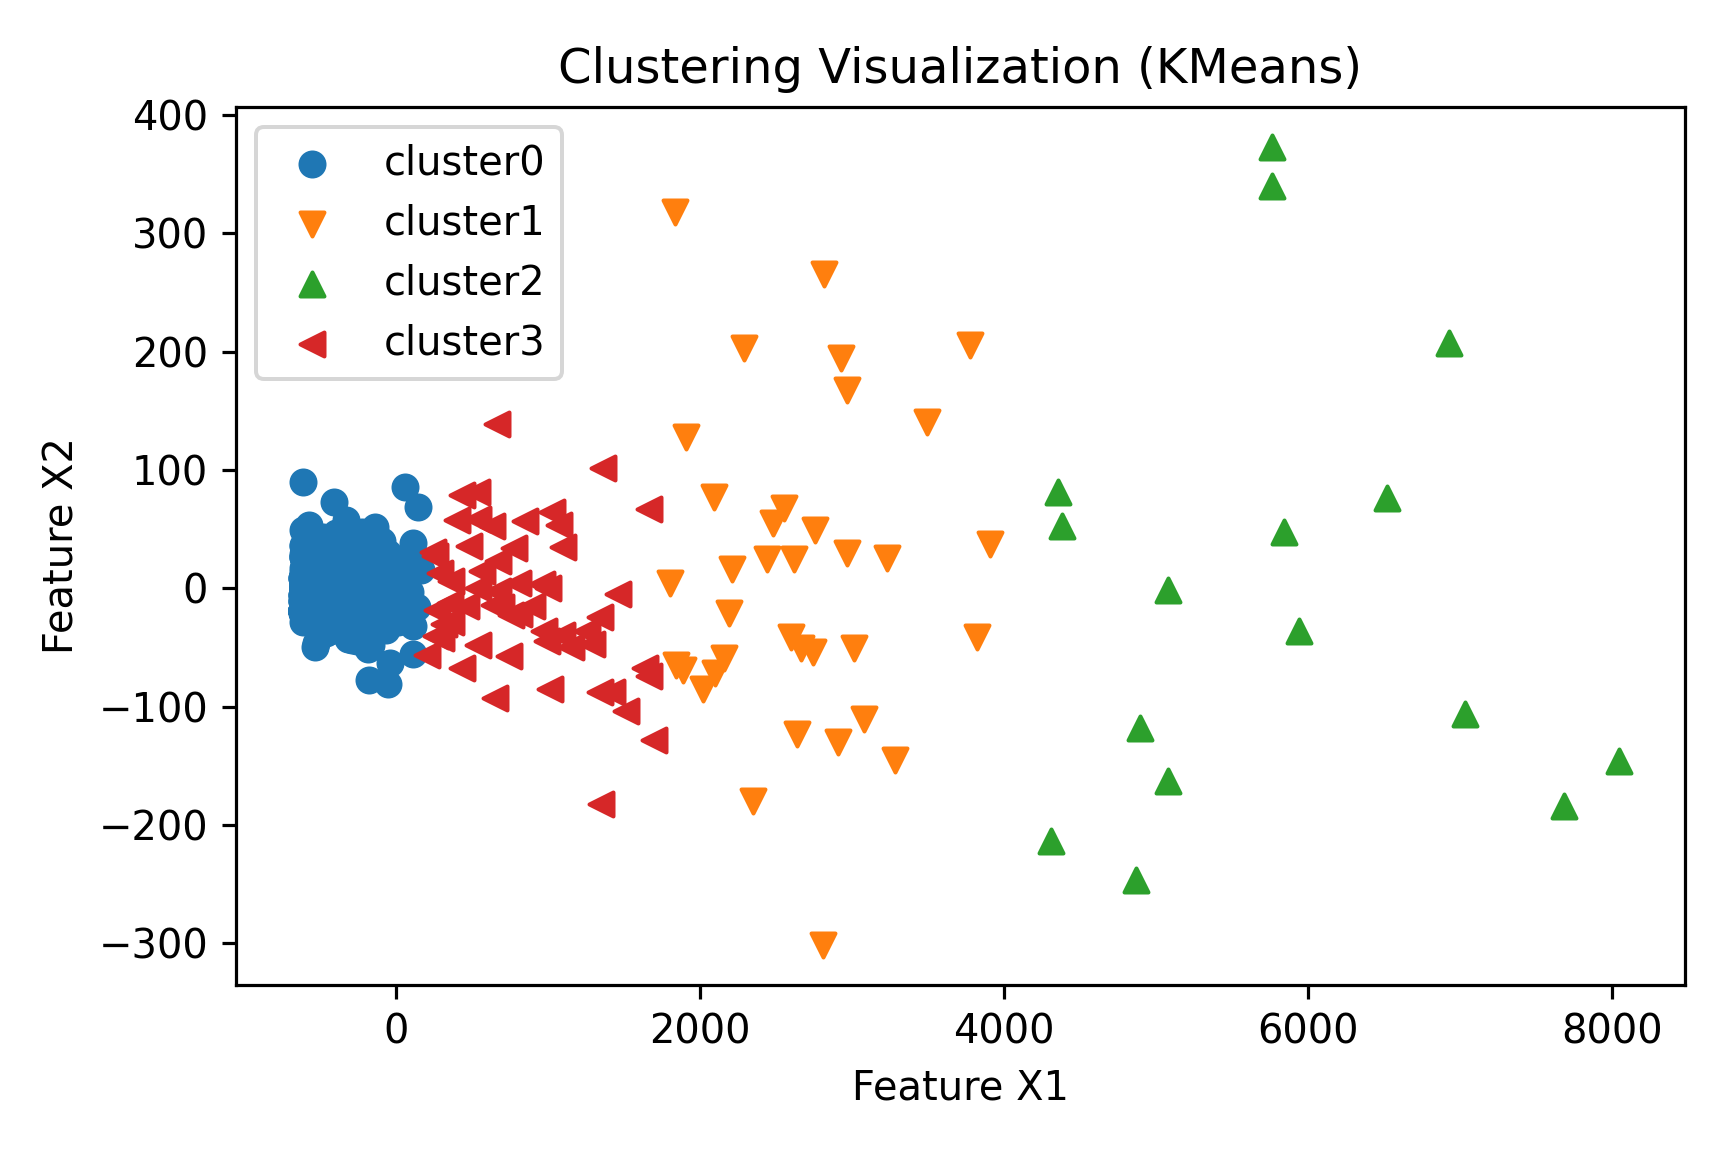 Clustering Visualization (KMeans)
400
300
200
100
0
−100
−200
−300
Feature X2
cluster0
cluster1
cluster2
cluster3
0 2000 4000 6000 8000
Feature X1